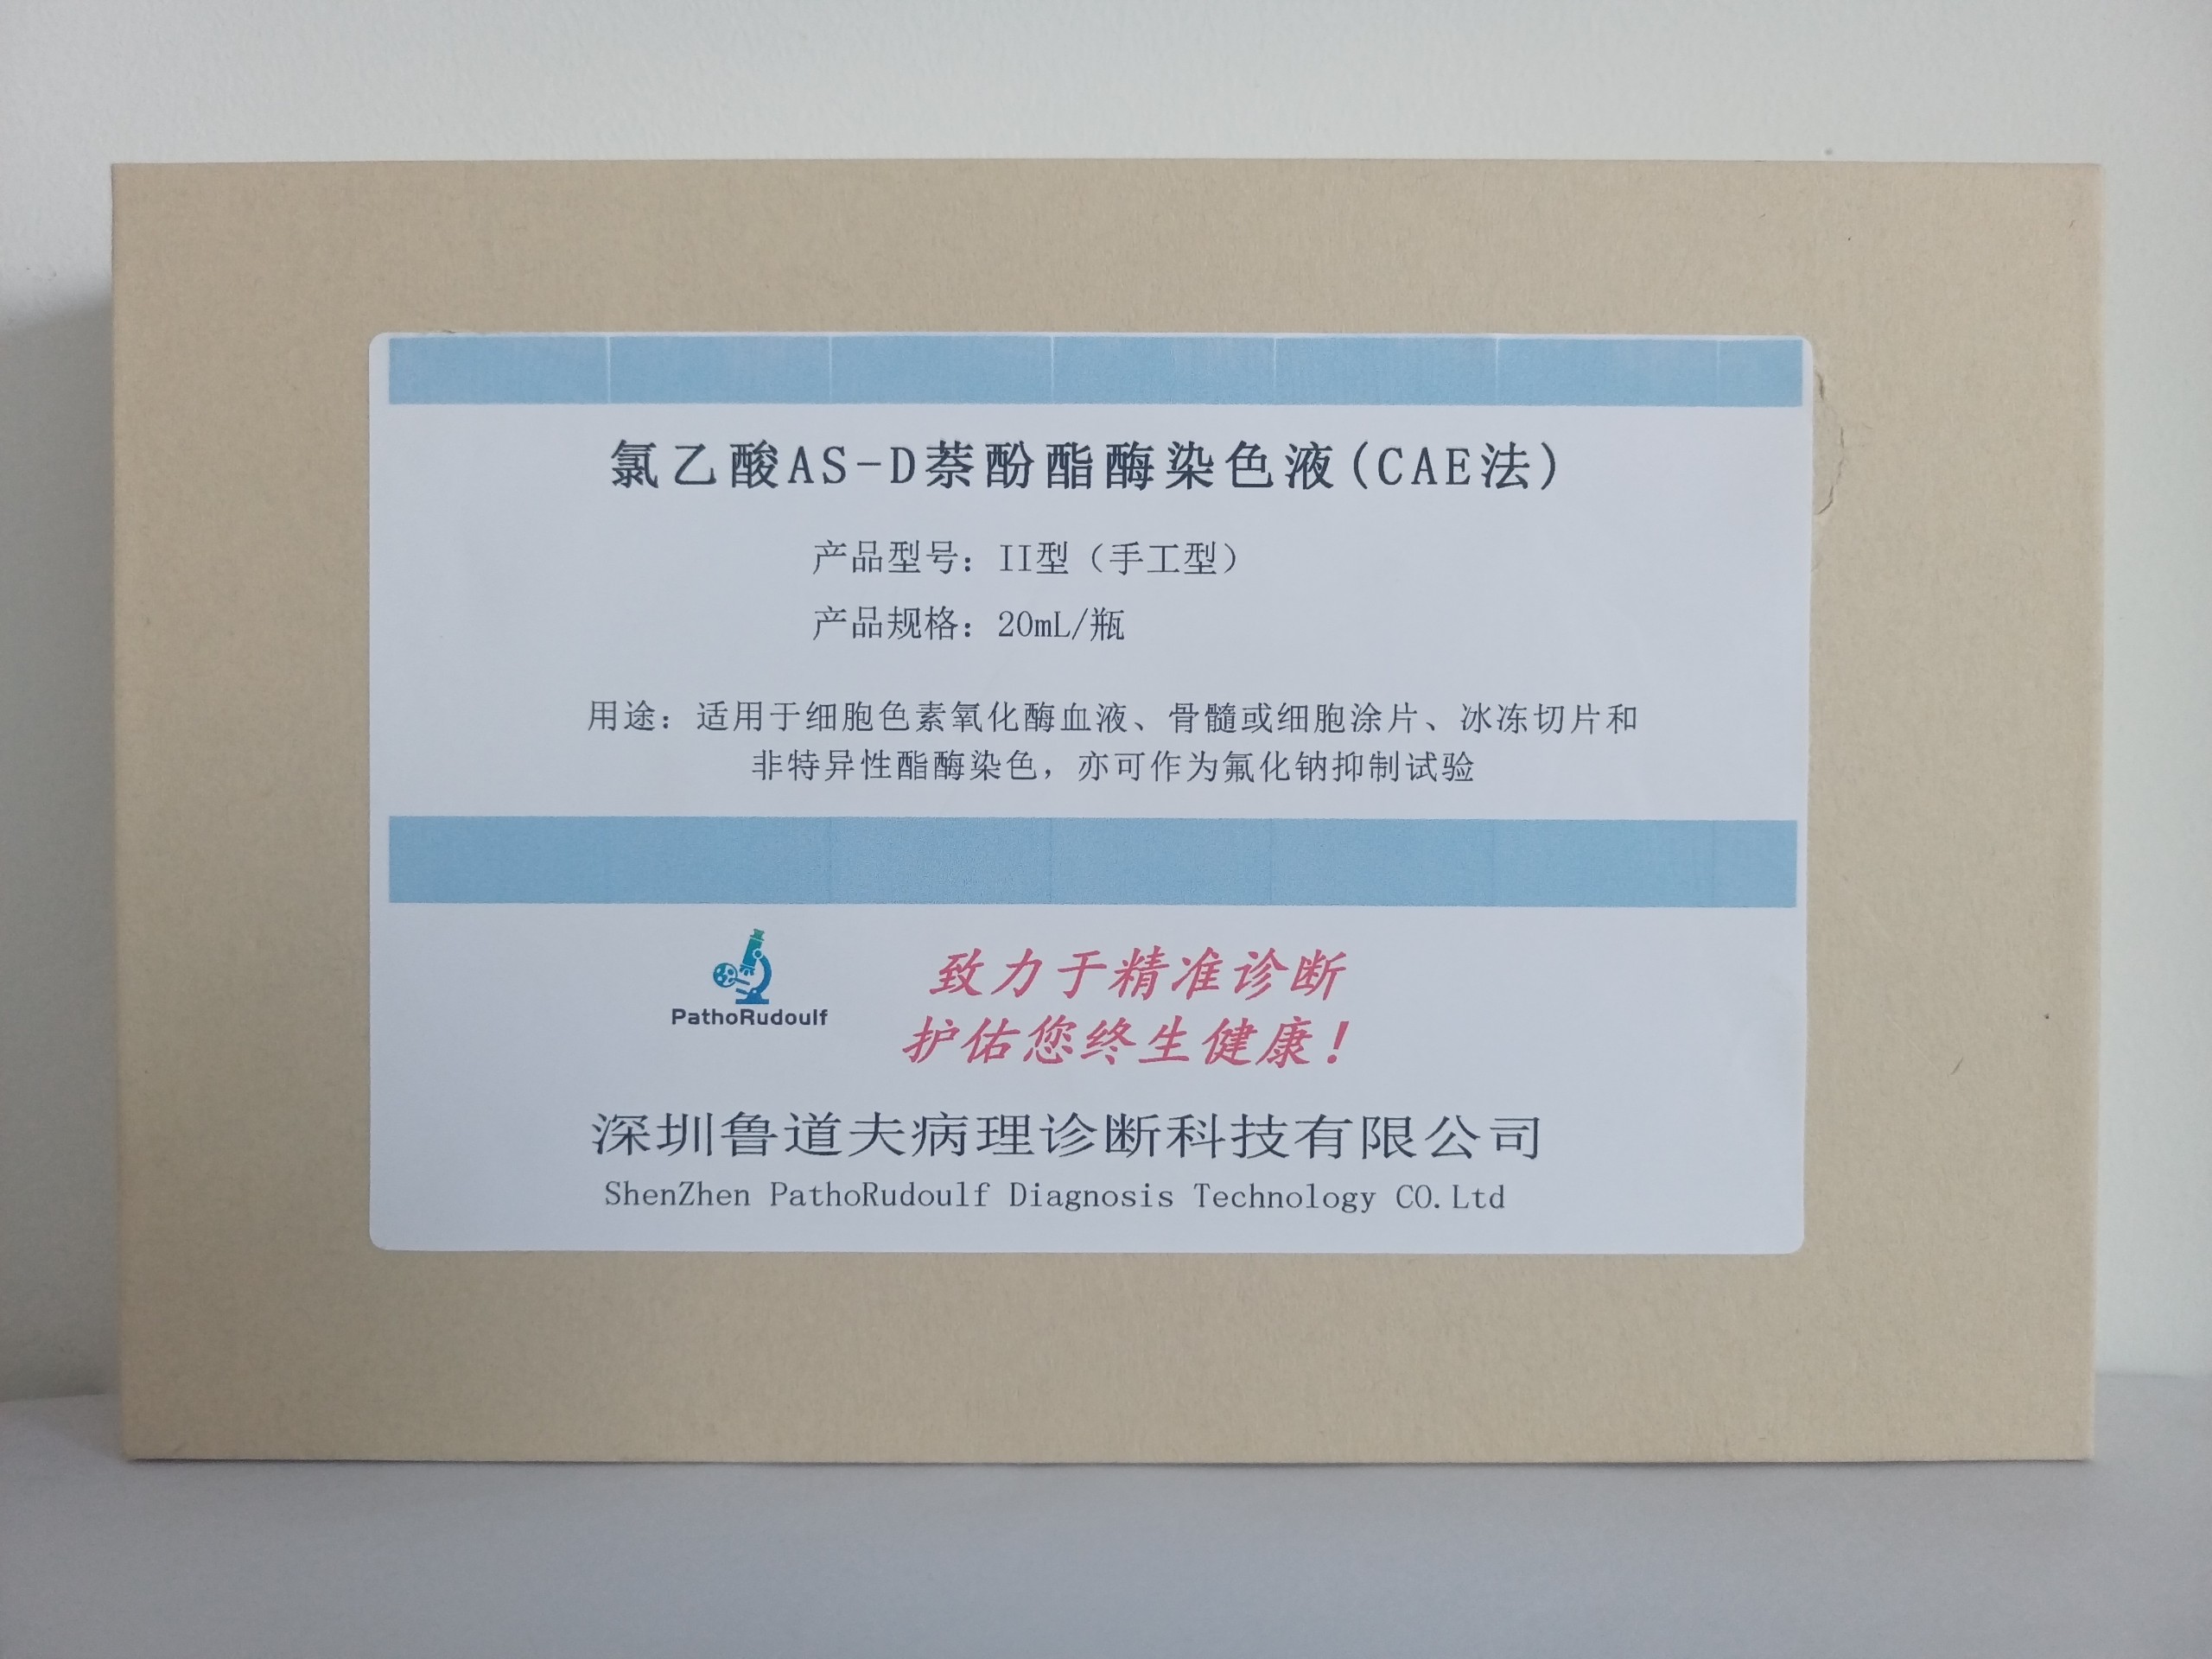 氯乙酸AS-D萘酚酯酶染色液(CAE法)
产品型号：II型（手工型）
产品规格：20mL/瓶
用途：适用于细胞色素氧化酶血液、骨髓或细胞涂片、冰冻切片和
非特异性酯酶染色，亦可作为氟化钠抑制试验
PathoRudoulf
致力于精准诊断
护佑您终生健康！
深圳鲁道夫病理诊断科技有限公司
ShenZhen PathoRudoulf Diagnosis Technology CO.Ltd